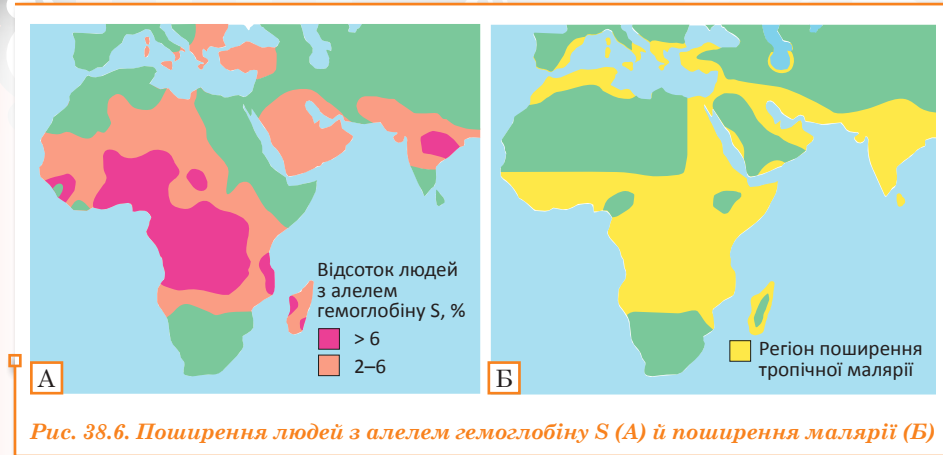 Відсоток людей
з алелем
гемоглобіну S, %
> 6
2–6
А
Регіон поширення
тропічної малярії
Б
Рис. 38.6. Поширення людей з алелем гемоглобіну S (А) й поширення малярії (Б)